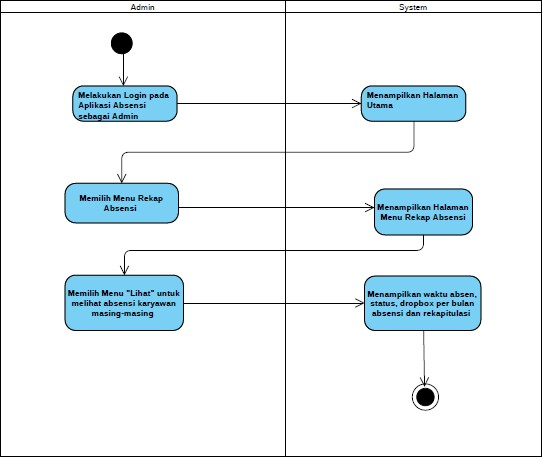 Admin
System
Melakukan Login pada
Aplikasi Absensi
sebagai Admin
Menampilkan Halaman
Utama
Memilih Menu Rekap
Absensi
Menampilkan Halaman
Menu Rekap Absensi
Memilih Menu "Lihat" untuk
melihat absensi karyawan
masing-masing
Menampilkan waktu absen,
status, dropbox per bulan
absensi dan rekapitulasi